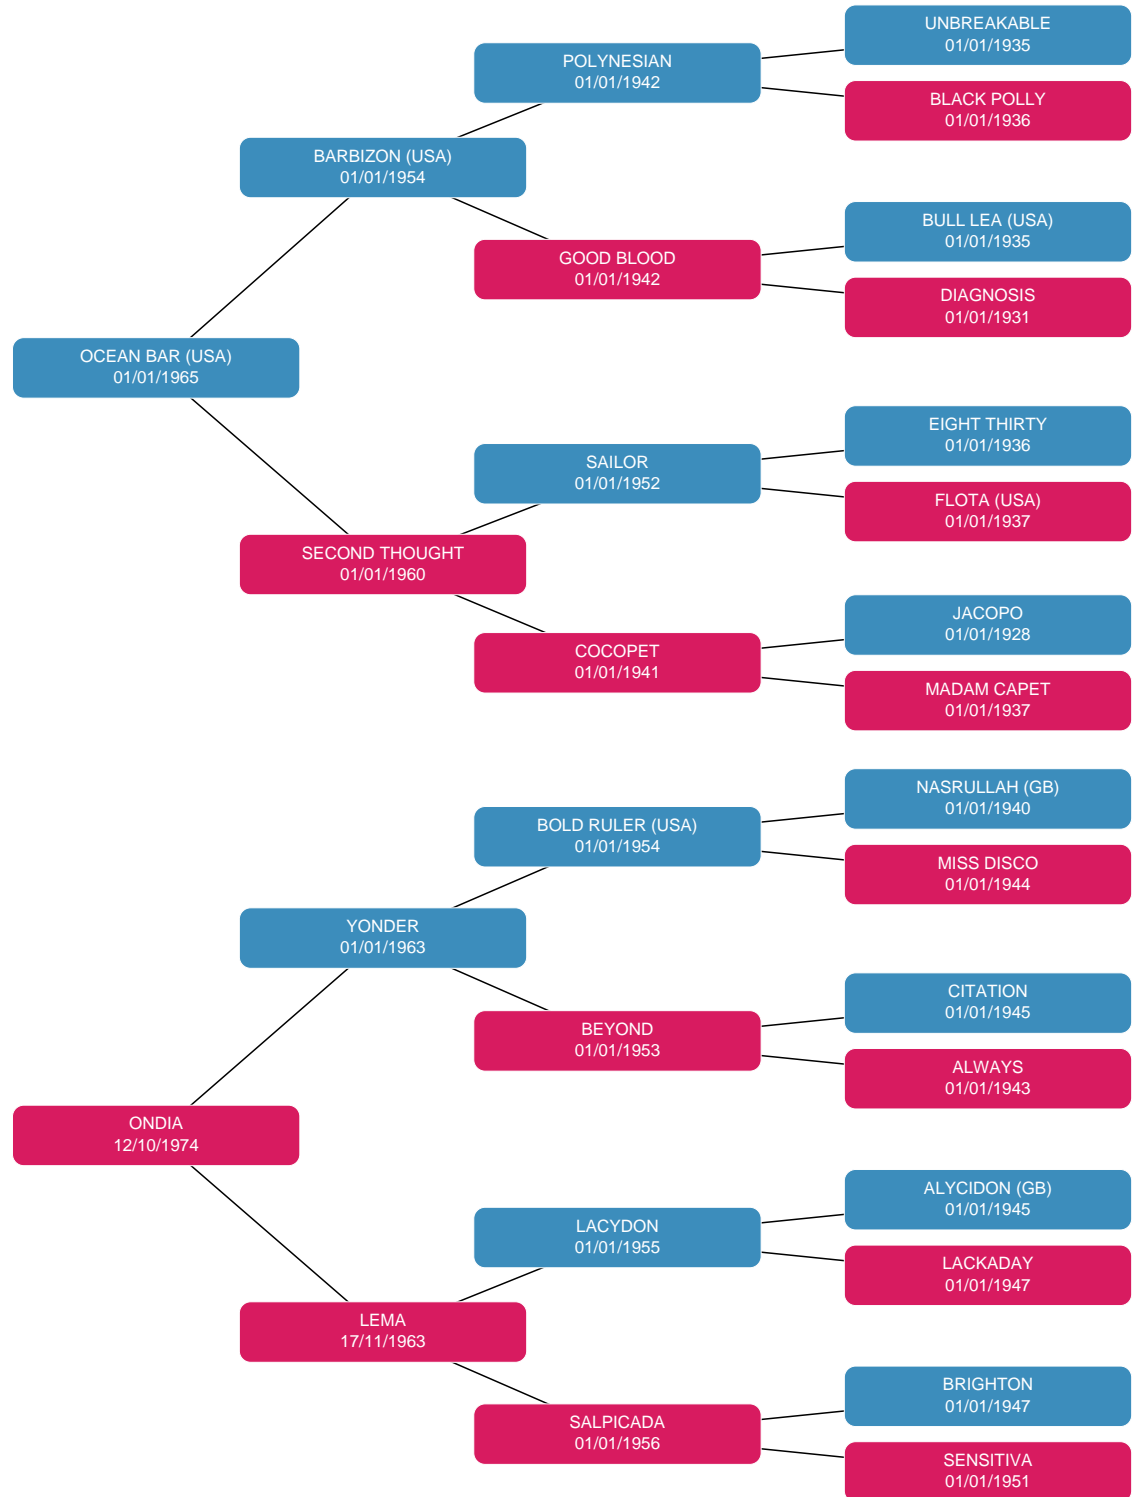 UNBREAKABLE
01/01/1935
POLYNESIAN
01/01/1942
BLACK POLLY
01/01/1936
BARBIZON (USA)
01/01/1954
BULL LEA (USA)
01/01/1935
GOOD BLOOD
01/01/1942
DIAGNOSIS
01/01/1931
OCEAN BAR (USA)
01/01/1965
EIGHT THIRTY
01/01/1936
SAILOR
01/01/1952
FLOTA (USA)
01/01/1937
SECOND THOUGHT
01/01/1960
JACOPO
01/01/1928
COCOPET
01/01/1941
MADAM CAPET
01/01/1937
NASRULLAH (GB)
01/01/1940
BOLD RULER (USA)
01/01/1954
MISS DISCO
01/01/1944
YONDER
01/01/1963
CITATION
01/01/1945
BEYOND
01/01/1953
ALWAYS
01/01/1943
ONDIA
12/10/1974
ALYCIDON (GB)
01/01/1945
LACYDON
01/01/1955
LACKADAY
01/01/1947
LEMA
17/11/1963
BRIGHTON
01/01/1947
SALPICADA
01/01/1956
SENSITIVA
01/01/1951